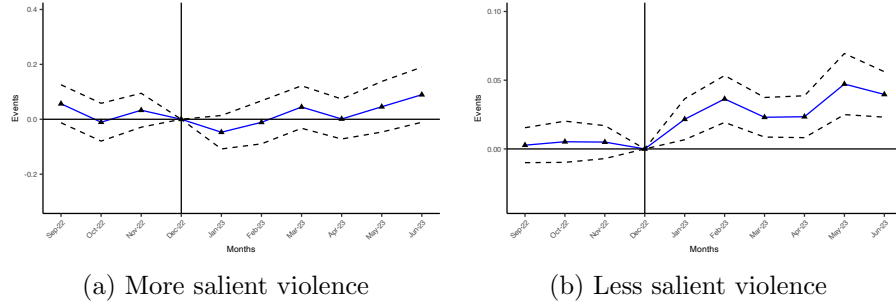 0.4
0.2
0.0
-0.2
Events
Sep-22 Oct-22 Nov-22 Dec-22 Jan-23 Feb-23 Mar-23 Apr-23 May-23 Jun-23
Months
(a) More salient violence
0.10
0.05
0.00
Events
Sep-22 Oct-22 Nov-22 Dec-22 Jan-23 Feb-23 Mar-23 Apr-23 May-23 Jun-23
Months
(b) Less salient violence